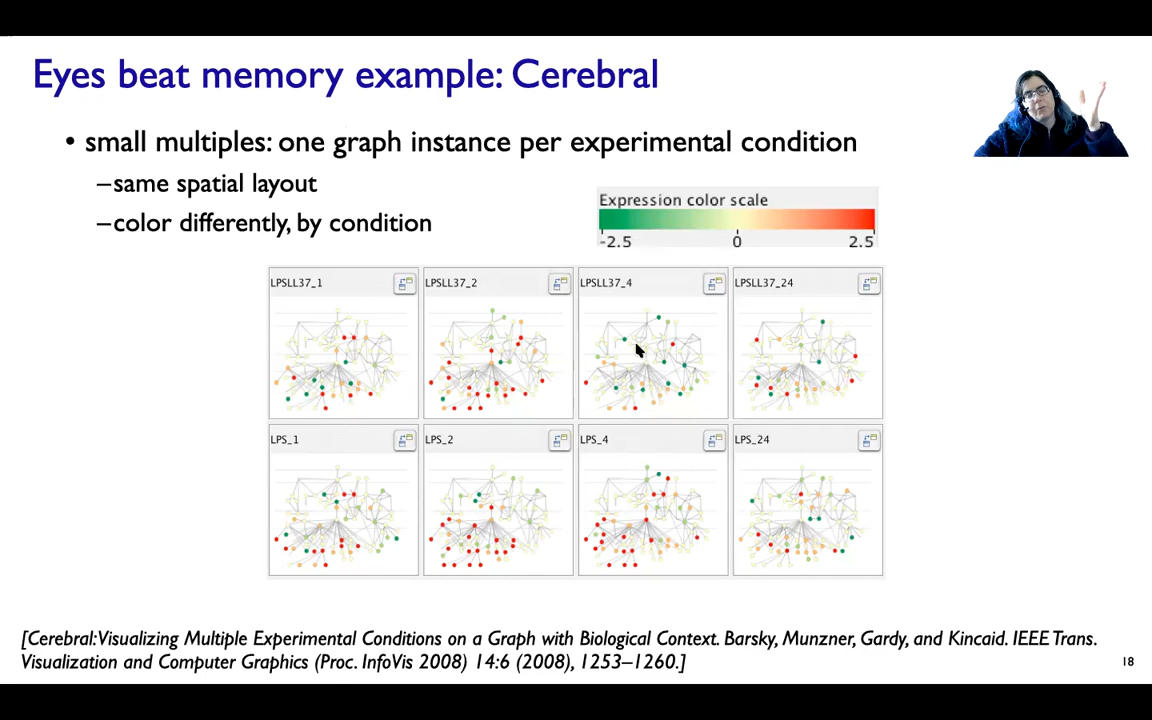 Eyes beat memory example: Cerebral
• small multiples: one graph instance per experimental condition
–same spatial layout
–color differently, by condition
Expression color scale
-2.5 0 2.5
LPSLL37_1 LPSLL37_2 LPSLL37_4 LPSLL37_24
LPS_1 LPS_2 LPS_4 LPS_24
[Cerebral:Visualizing Multiple Experimental Conditions on a Graph with Biological Context. Barsky, Munzner, Gardy, and Kincaid. IEEE Trans.
Visualization and Computer Graphics (Proc. InfoVis 2008) 14:6 (2008), 1253–1260.]
18